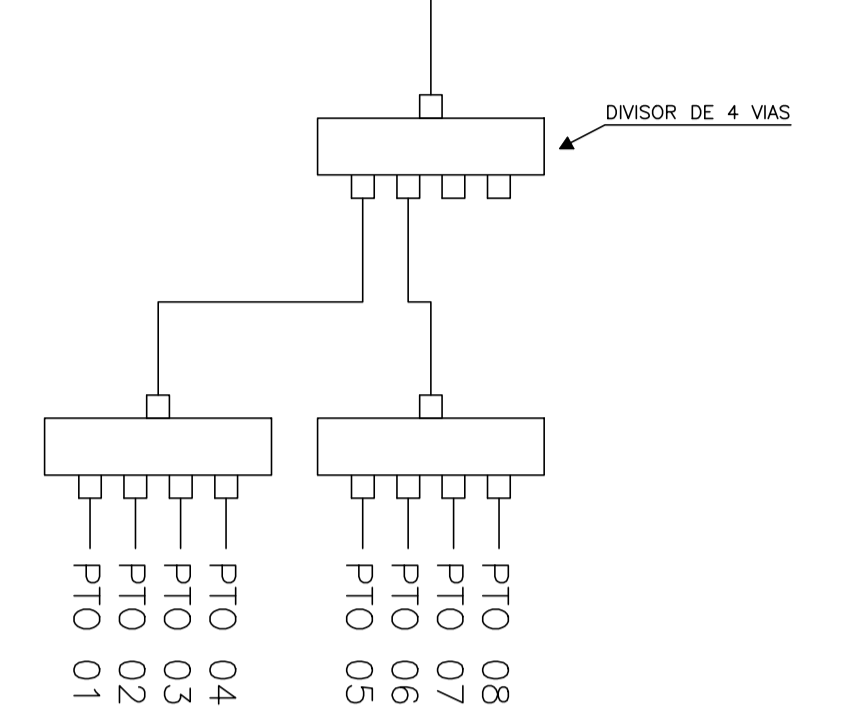 DIVISOR DE 4 VIAS
PTO 01
PTO 02
PTO 03
PTO 04
PTO 05
PTO 06
PTO 07
PTO 08